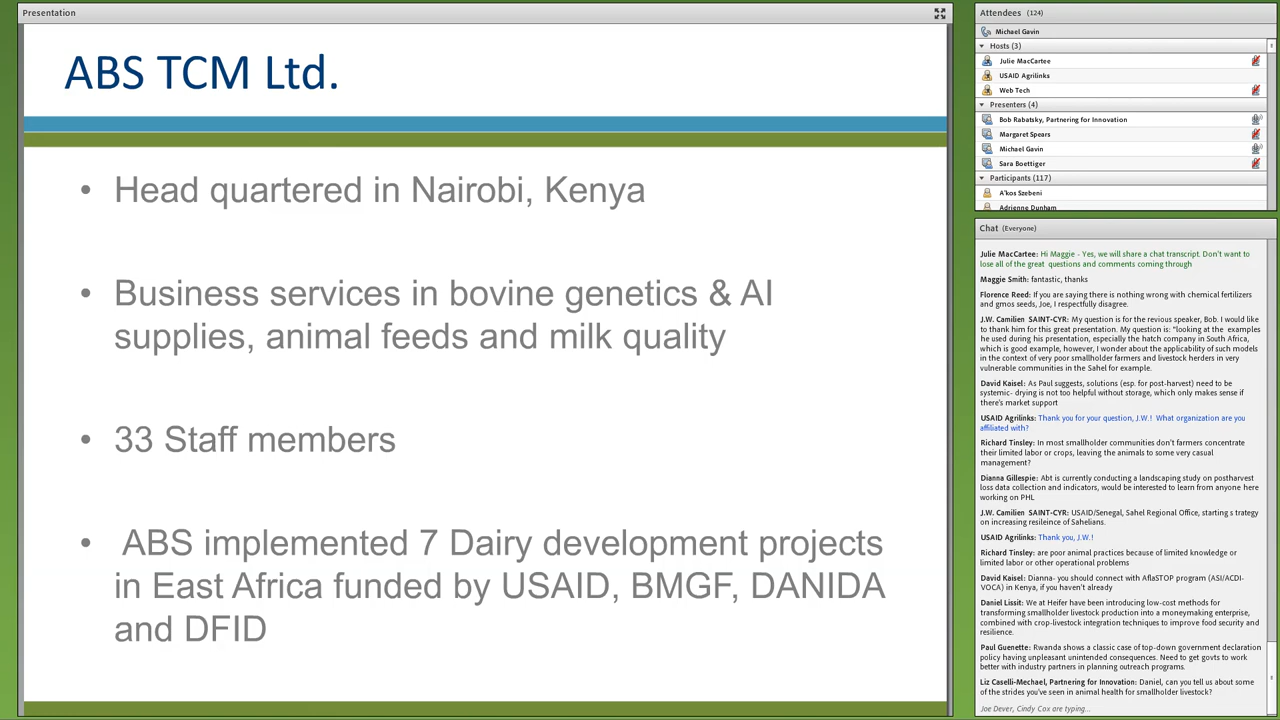 Presentation
ABS TCM Ltd.
• Head quartered in Nairobi, Kenya
• Business services in bovine genetics & AI
supplies, animal feeds and milk quality
• 33 Staff members
• ABS implemented 7 Dairy development projects
in East Africa funded by USAID, BMGF, DANIDA
and DFID
Attendees (124)
Michael Gavin
Hosts (3)
Julie MacCartee
USAID Agrilinks
Web Tech
Presenters (4)
Bob Rabatsky, Partnering for Innovation
Margaret Spears
Michael Gavin
Sara Boettiger
Participants (117)
A'kos Szebeni
Adrienne Dunham
Chat (Everyone)
Julie MacCartee: Hi Maggie - Yes, we will share a chat transcript. Don't want to
lose all of the great questions and comments coming through
Maggie Smith: fantastic, thanks
Florence Reed: If you are saying there is nothing wrong with chemical fertilizers
and gmos seeds, Joe, I respectfully disagree.
J.W. Camilien SAINT-CYR: My question is for the revious speaker, Bob. I would like
to thank him for this great presentation. My question is: "looking at the examples
he used during his presentation, especially the hatch company in South Africa,
which is good example, however, I wonder about the applicability of such models
in the context of very poor smallholder farmers and livestock herders in very
vulnerable communities in the Sahel for example.
David Kaisel: As Paul suggests, solutions (esp. for post-harvest) need to be
systemic- drying is not too helpful without storage, which only makes sense if
there's market support
USAID Agrilinks: Thank you for your question, J.W.! What organization are you
affiliated with?
Richard Tinsley: In most smallholder communities don't farmers concentrate
their limited labor or crops, leaving the animals to some very casual
management?
Dianna Gillespie: Abt is currently conducting a landscaping study on postharvest
loss data collection and indicators, would be interested to learn from anyone here
working on PHL
J.W. Camilien SAINT-CYR: USAID/Senegal, Sahel Regional Office, starting s trategy
on increasing reisleince of Sahelians.
USAID Agrilinks: Thank you, J.W.!
Richard Tinsley: are poor animal practices because of limited knowledge or
limited labor or other operational problems
David Kaisel: Dianna- you should connect with AflaSTOP program (ASI/ACDI-
VOCA) in Kenya, if you haven't already
Daniel Lissit: We at Heifer have been introducing low-cost methods for
transforming smallholder livestock production into a moneymaking enterprise,
combined with crop-livestock integration techniques to improve food security and
resilience.
Paul Guenette: Rwanda shows a classic case of top-down government declaration
policy having unpleasant unintended consequences. Need to get govts to work
better with industry partners in planning outreach programs.
Liz Caselli-Mechael, Partnering for Innovation: Daniel, can you tell us about some
of the strides you've seen in animal health for smallholder livestock?
Joe Dever, Cindy Cox are typing...